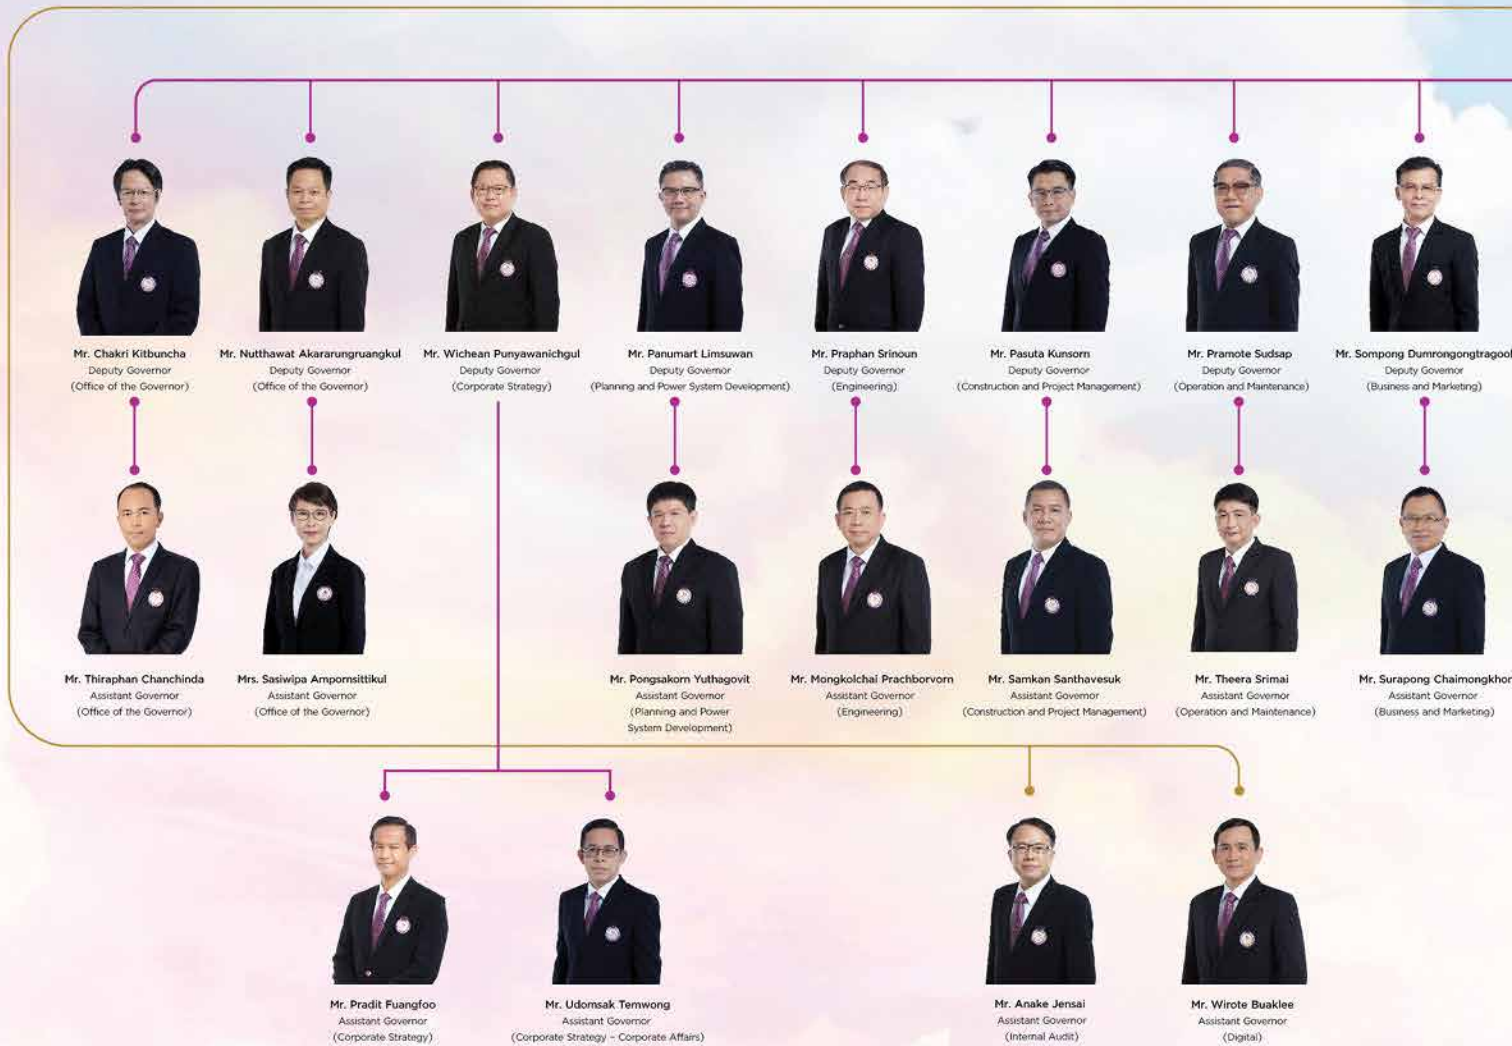 Mr. Chakri Kitbuncha
Deputy Governor
(Office of the Governor)
Mr. Nutthawat Akararungruangkul
Deputy Governor
(Office of the Governor)
Mr. Wichean Punyawanichgul
Deputy Governor
(Corporate Strategy)
Mr. Panumart Limsuwan
Deputy Governor
(Planning and Power System Development)
Mr. Praphan Srinoun
Deputy Governor
(Engineering)
Mr. Pasuta Kunsorn
Deputy Governor
(Construction and Project Management)
Mr. Pramote Sudsap
Deputy Governor
(Operation and Maintenance)
Mr. Sompong Dumrongongtragool
Deputy Governor
(Business and Marketing)
Mr. Thiraphan Chanchinda
Assistant Governor
(Office of the Governor)
Mrs. Sasiwipa Ampornsittikul
Assistant Governor
(Office of the Governor)
Mr. Pongsakorn Yuthagovit
Assistant Governor
(Planning and Power
System Development)
Mr. Mongkolchai Prachborvorn
Assistant Governor
(Engineering)
Mr. Samkan Santhavesuk
Assistant Governor
(Construction and Project Management)
Mr. Theera Srimai
Assistant Governor
(Operation and Maintenance)
Mr. Surapong Chaimongkhon
Assistant Governor
(Business and Marketing)
Mr. Pradit Fuangfoo
Assistant Governor
(Corporate Strategy)
Mr. Udomsak Temwong
Assistant Governor
(Corporate Strategy – Corporate Affairs)
Mr. Anake Jensai
Assistant Governor
(Internal Audit)
Mr. Wirote Buaklee
Assistant Governor
(Digital)